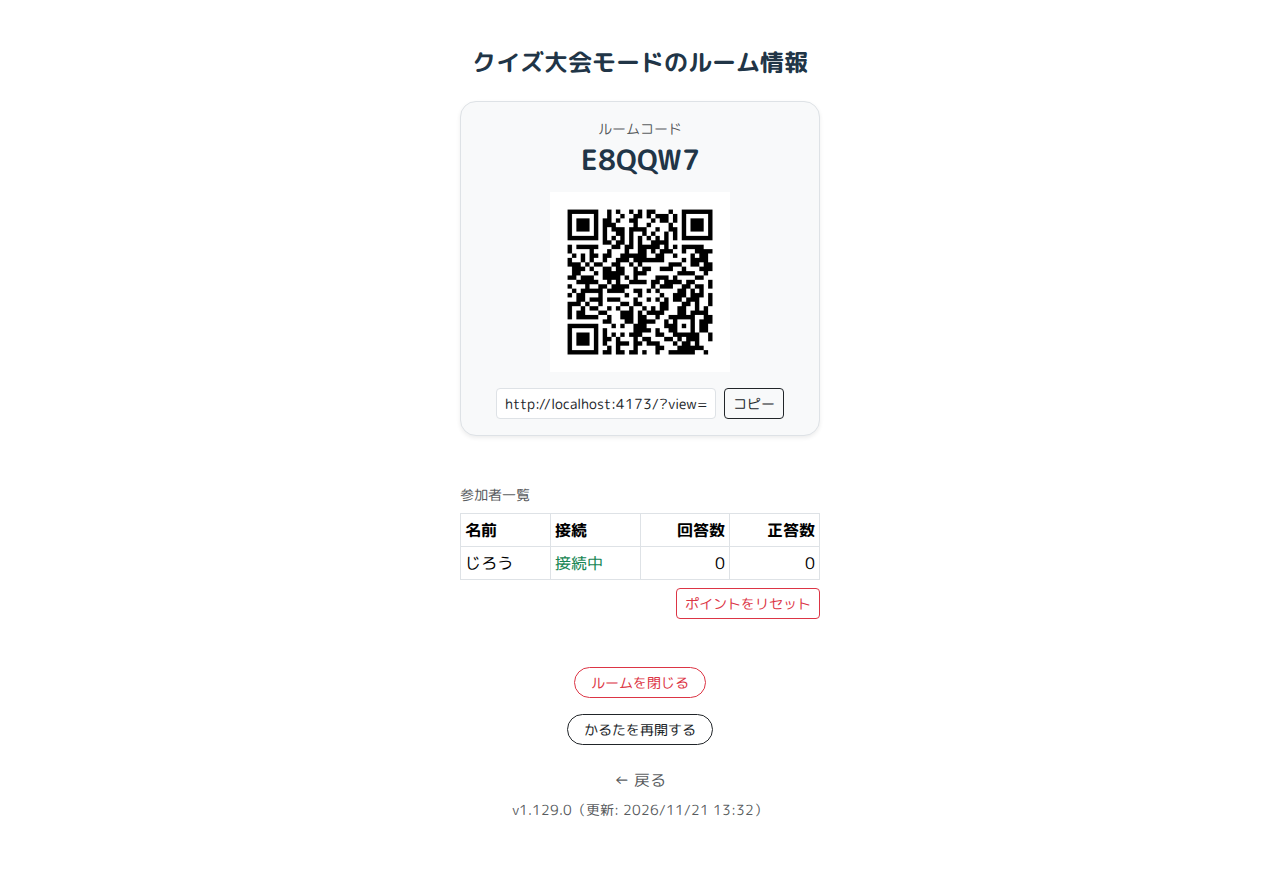 クイズ大会モードのルーム情報
ルームコード
E8QQW7
http://localhost:4173/?view=
コピー
参加者一覧
名前 接続 回答数 正答数
じろう 接続中 0 0
ポイントをリセット
ルームを閉じる
かるたを再開する
← 戻る
v1.129.0（更新: 2026/11/21 13:32）